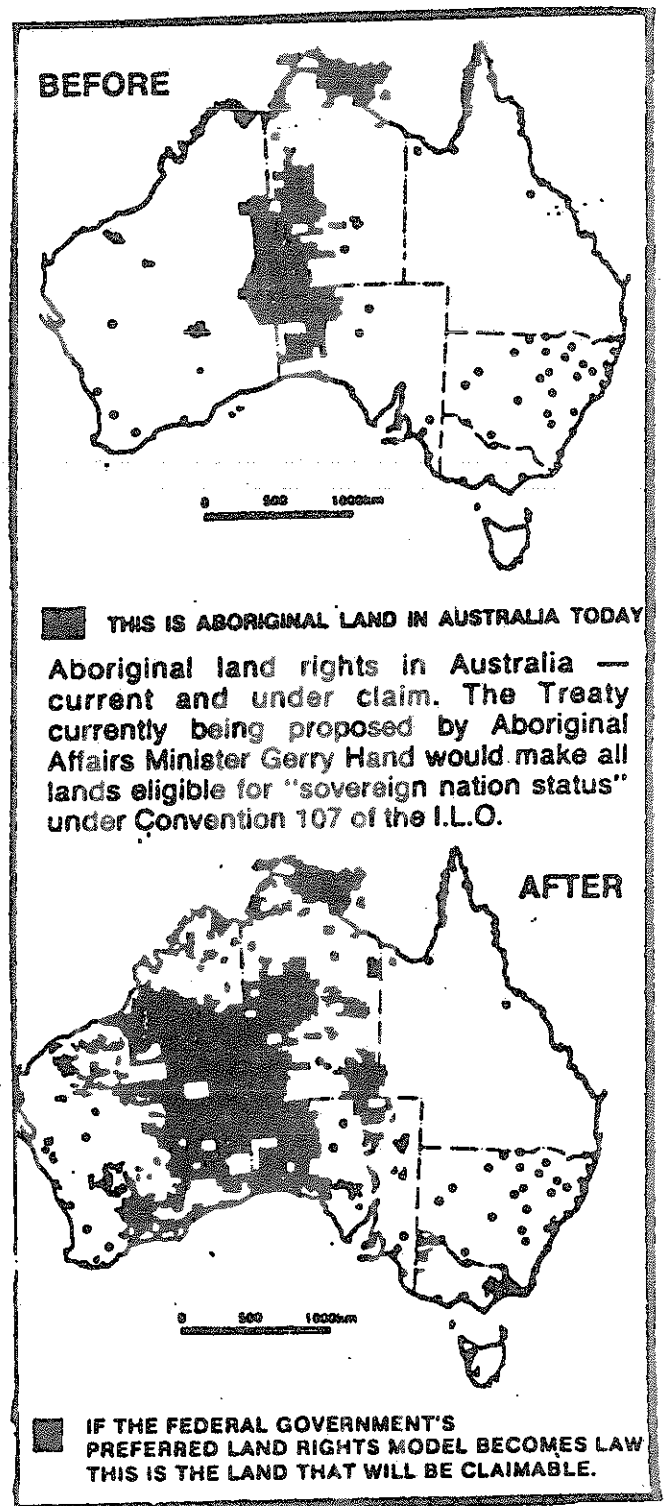 BEFORE
0 500 1000km
THIS IS ABORIGINAL LAND IN AUSTRALIA TODAY
Aboriginal land rights in Australia —
current and under claim. The Treaty
currently being proposed by Aboriginal
Affairs Minister Gerry Hand would make all
lands eligible for "sovereign nation status"
under Convention 107 of the I.L.O.
AFTER
0 500 1000km
IF THE FEDERAL GOVERNMENT'S
PREFERRED LAND RIGHTS MODEL BECOMES LAW
THIS IS THE LAND THAT WILL BE CLAIMABLE.